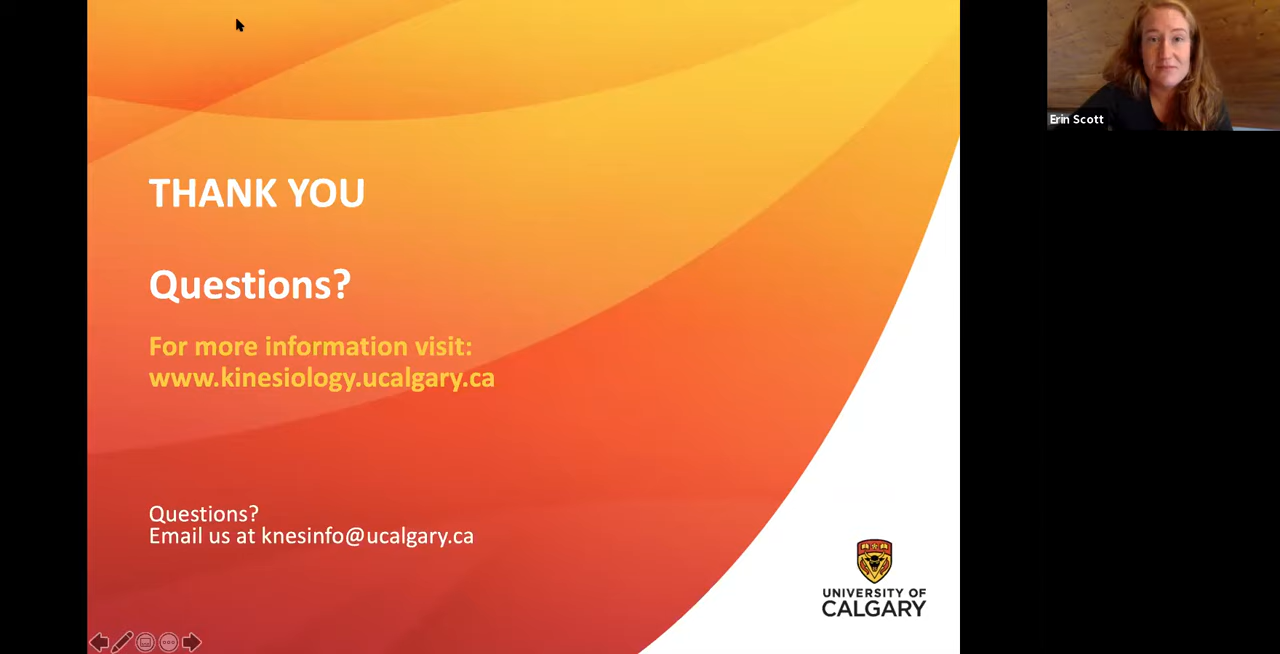 THANK YOU
Questions?
For more information visit:
www.kinesiology.ucalgary.ca
Questions?
Email us at knesinfo@ucalgary.ca
UNIVERSITY OF
CALGARY
Erin Scott